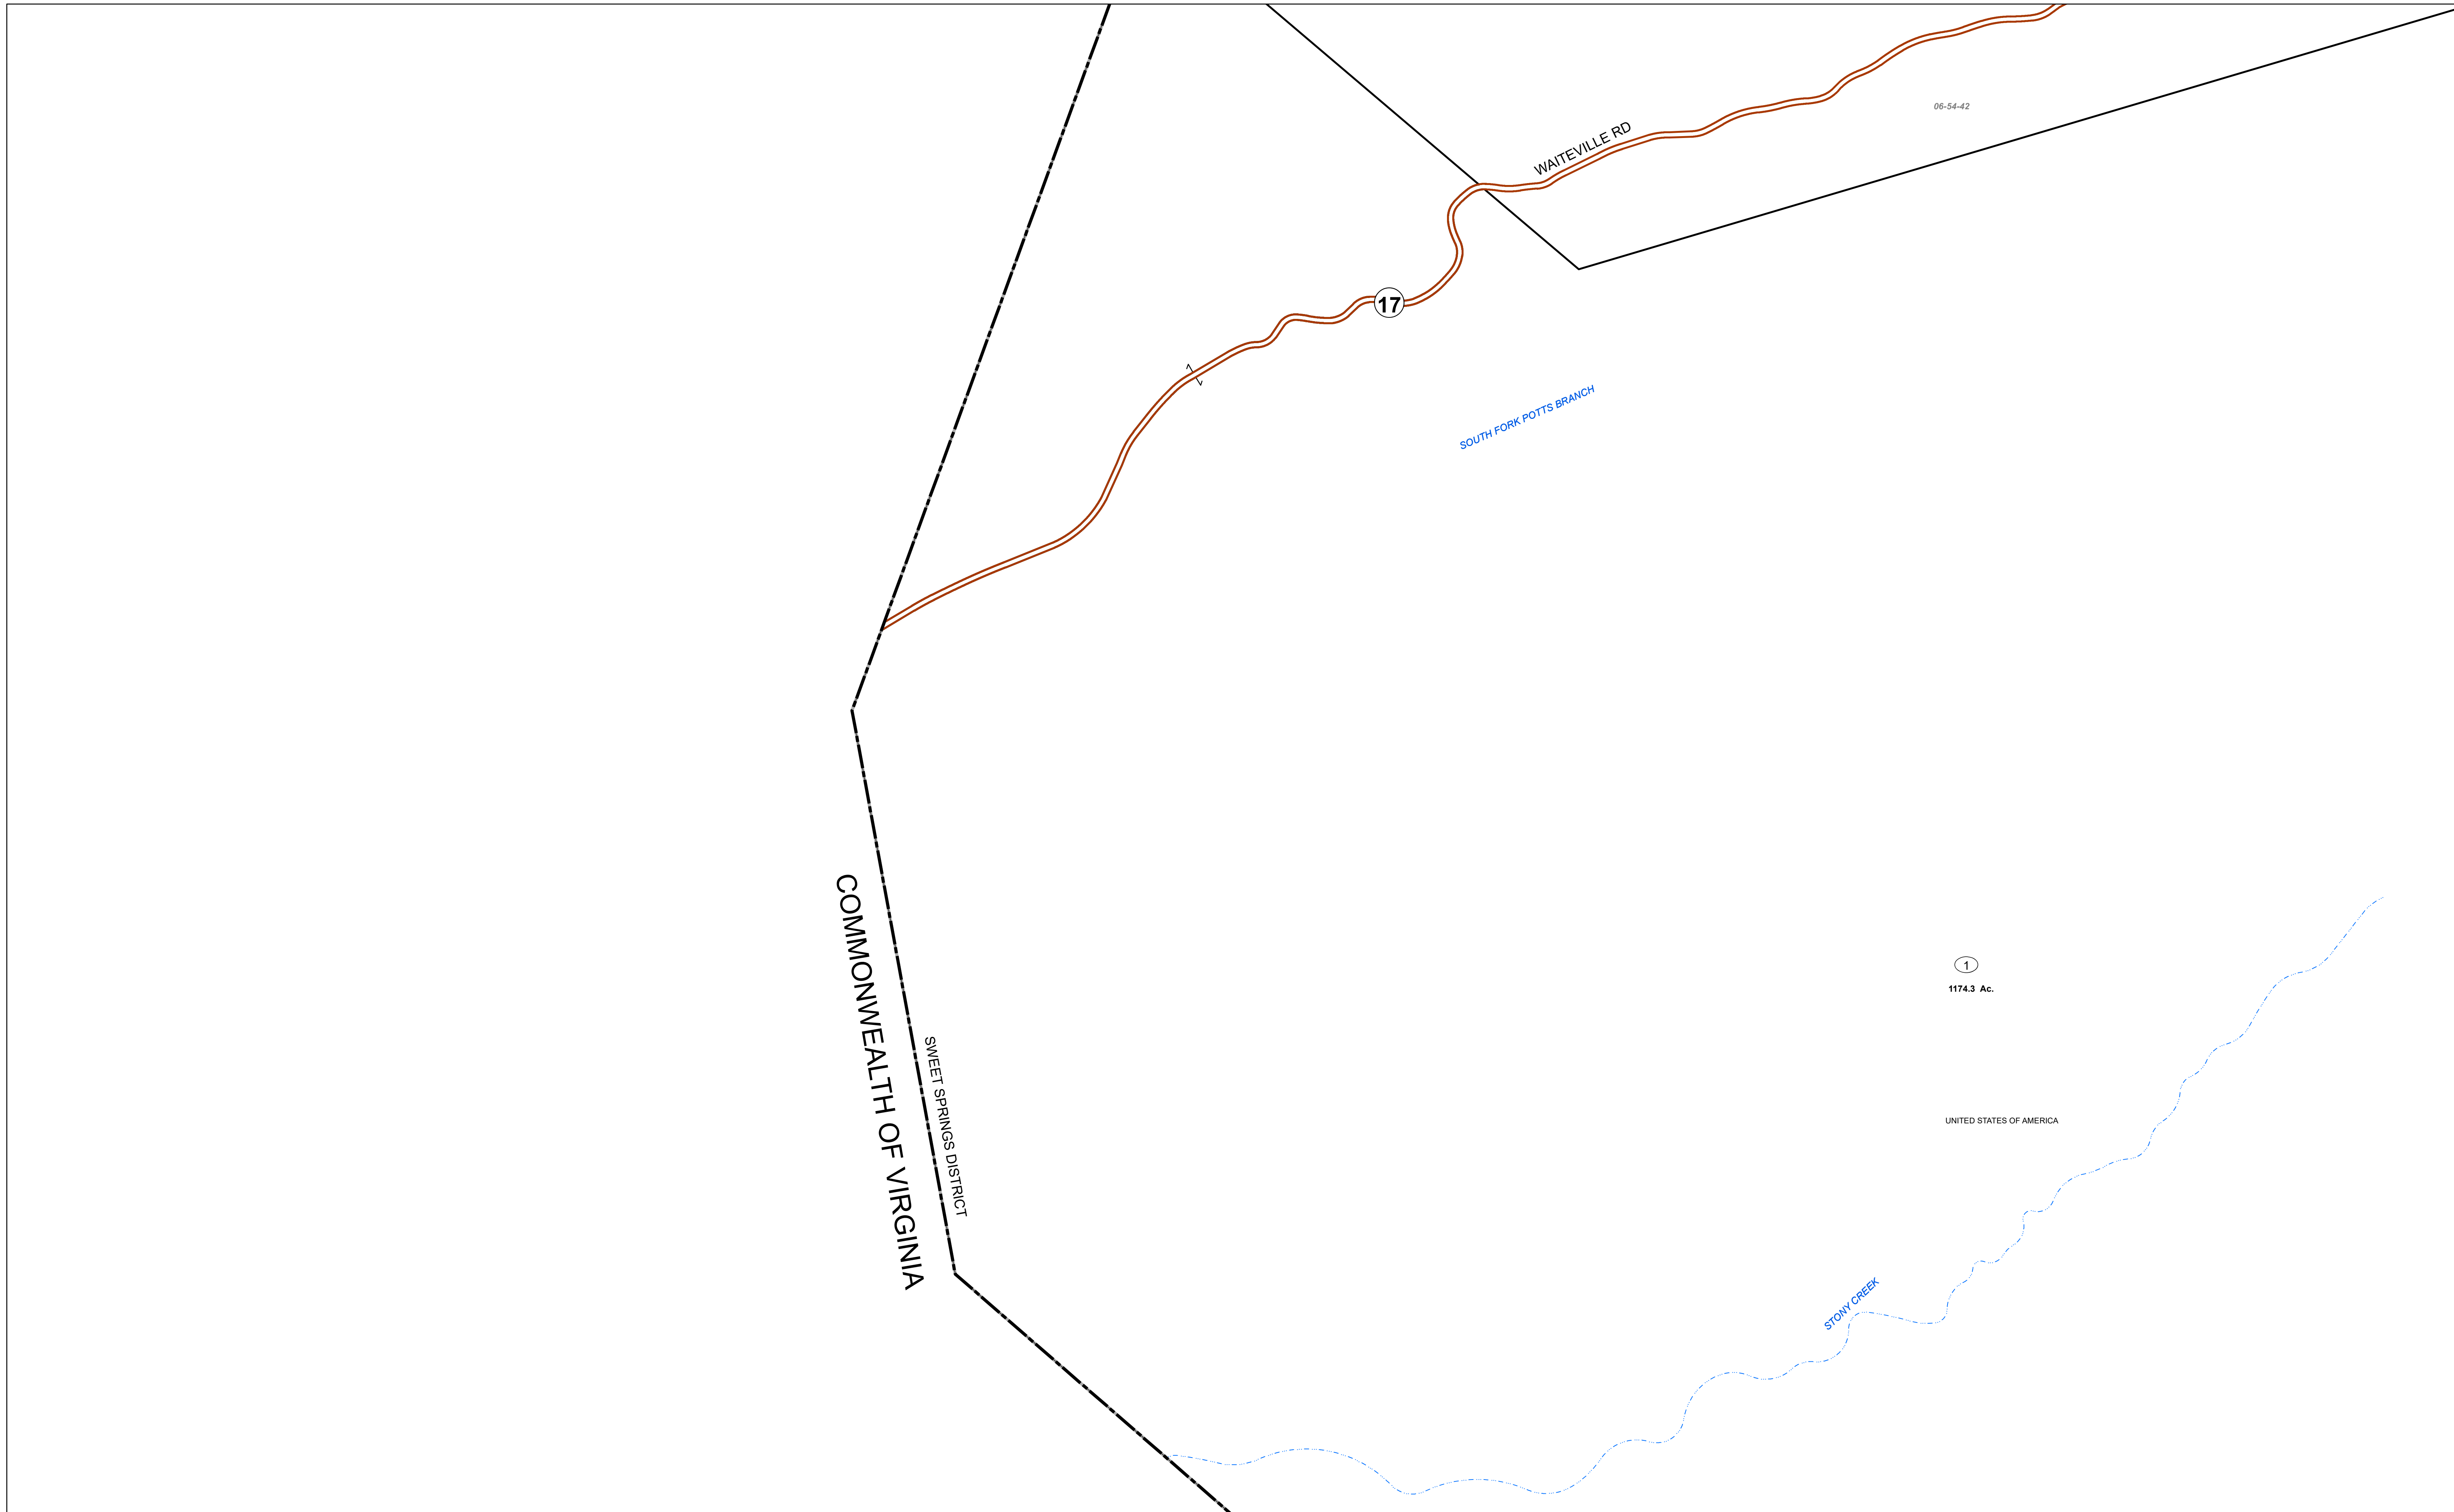 06-54-42
WAITEVILLE RD
17
SOUTH FORK POTTS BRANCH
COMMONWEALTH OF VIRGINIA
SWEET SPRINGS DISTRICT
1
1174.3 Ac.
UNITED STATES OF AMERICA
STONY CREEK